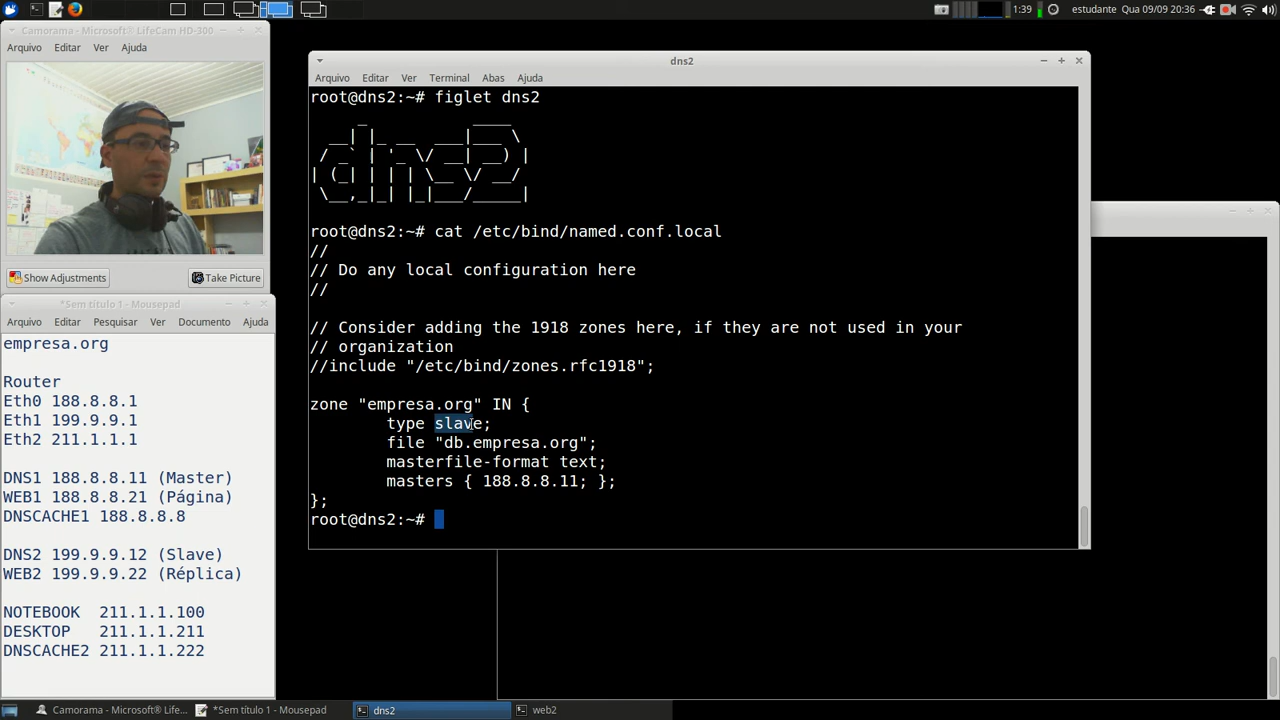 1:39 estudante Qua 09/09 20:36
Camorama - Microsoft® LifeCam HD-300
Arquivo Editar Ver Ajuda
Show Adjustments Take Picture
*Sem título 1 - Mousepad
Arquivo Editar Pesquisar Ver Documento Ajuda
empresa.org
Router
Eth0 188.8.8.1
Eth1 199.9.9.1
Eth2 211.1.1.1
DNS1 188.8.8.11 (Master)
WEB1 188.8.8.21 (Página)
DNSCACHE1 188.8.8.8
DNS2 199.9.9.12 (Slave)
WEB2 199.9.9.22 (Réplica)
NOTEBOOK 211.1.1.100
DESKTOP 211.1.1.211
DNSCACHE2 211.1.1.222
dns2
Arquivo Editar Ver Terminal Abas Ajuda
root@dns2:~# figlet dns2
dns2
root@dns2:~# cat /etc/bind/named.conf.local
//
// Do any local configuration here
//
// Consider adding the 1918 zones here, if they are not used in your
// organization
//include "/etc/bind/zones.rfc1918";
zone "empresa.org" IN {
type slave;
file "db.empresa.org";
masterfile-format text;
masters { 188.8.8.11; };
};
root@dns2:~#
Camorama - Microsoft® Life... *Sem título 1 - Mousepad dns2 web2